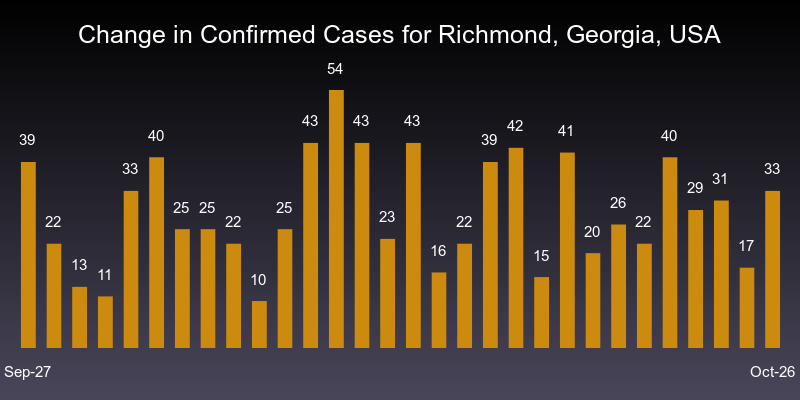 Change in Confirmed Cases for Richmond, Georgia, USA
39 22 13 11 33 40 25 25 22 10 25 43 54 43 23 43 16 22 39 42 15 41 20 26 22 40 29 31 17 33
Sep-27 Oct-26